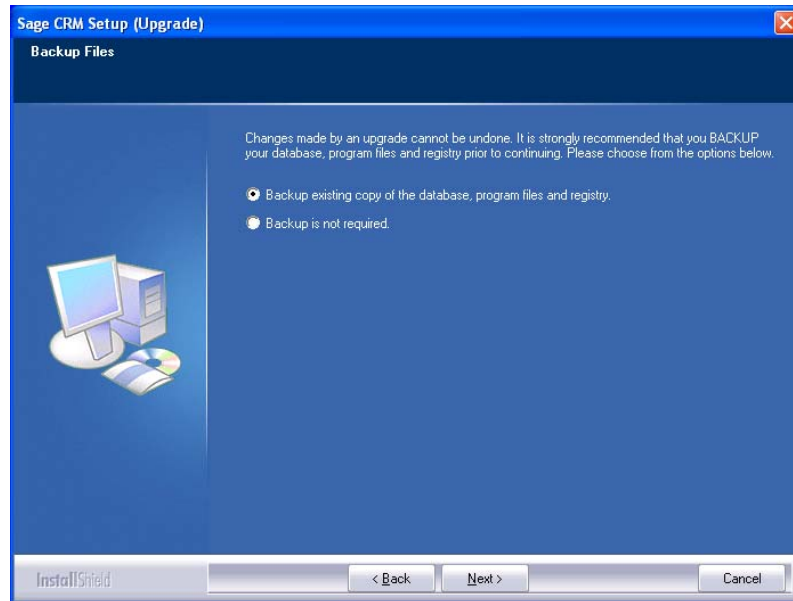 Sage CRM Setup (Upgrade)
Backup Files
Changes made by an upgrade cannot be undone. It is strongly recommended that you BACKUP
your database, program files and registry prior to continuing. Please choose from the options below.
Backup existing copy of the database, program files and registry.
Backup is not required.
InstallShield
< Back
Next >
Cancel